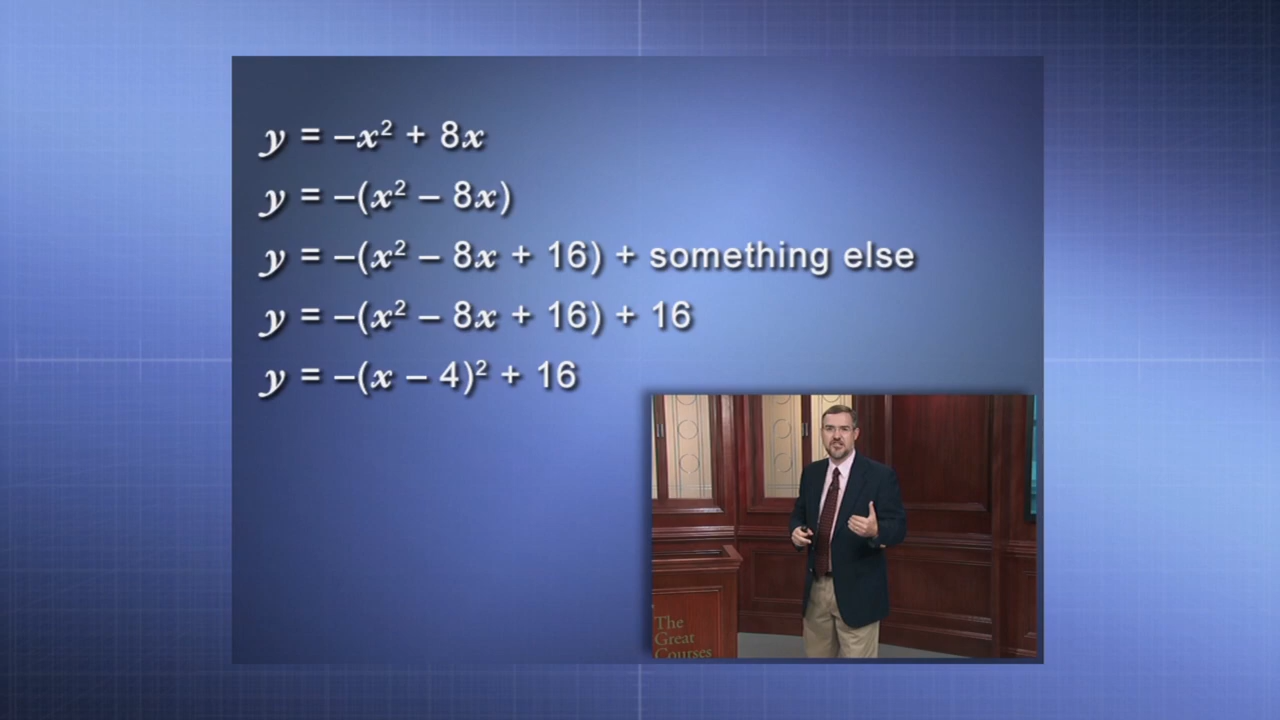 y = –x² + 8x
y = –(x² – 8x)
y = –(x² – 8x + 16) + something else
y = –(x² – 8x + 16) + 16
y = –(x – 4)² + 16
The
Great
Courses